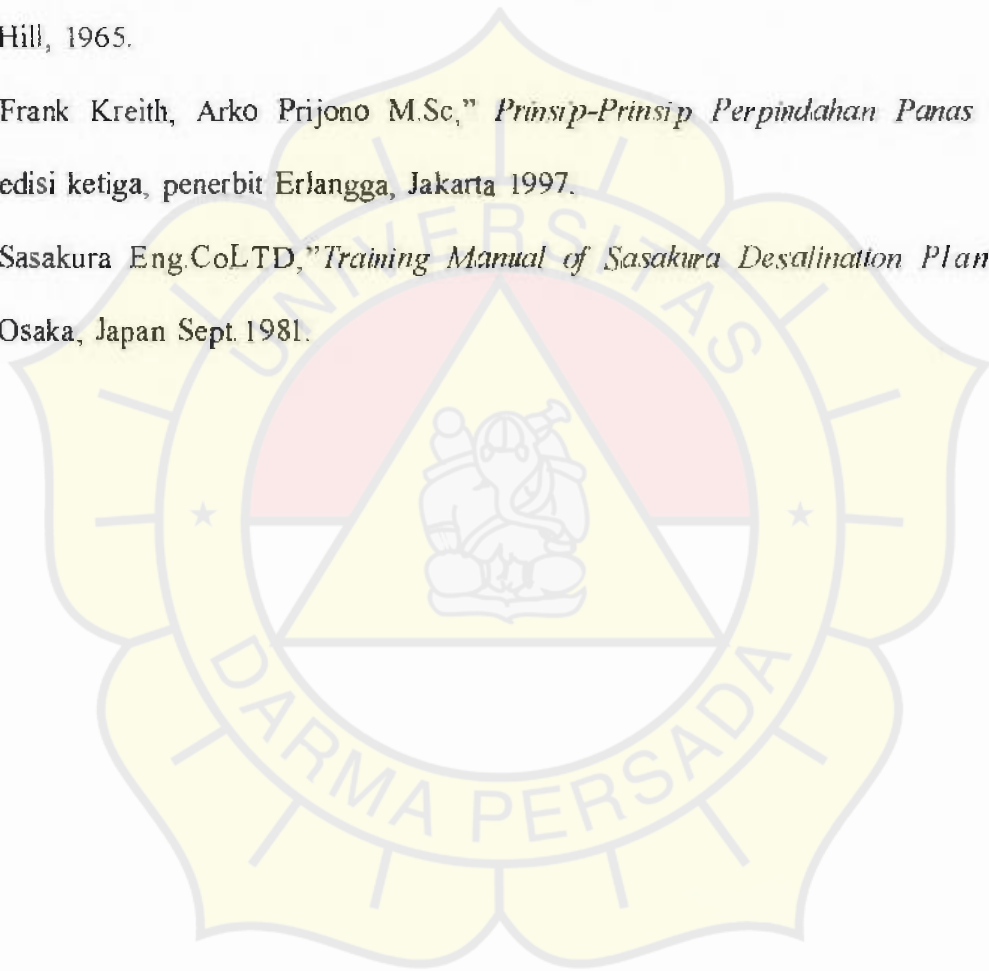 Hill, 1965.
Frank Kreith, Arko Prijono M.Sc,” Prinsip-Prinsip Perpindahan Panas
edisi ketiga, penerbit Erlangga, Jakarta 1997.
Sasakura Eng.CoLTD,”Training Manual of Sasakura Desalination Plan
Osaka, Japan Sept. 1981.
UNIVERSITAS
DARMA PERSADA